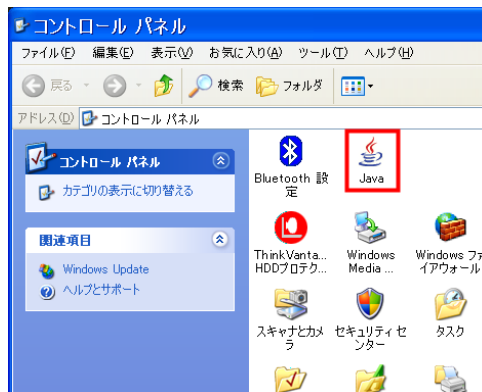 コントロール パネル
ファイル(F) 編集(E) 表示(V) お気に入り(A) ツール(T) ヘルプ(H)
戻る 検索 フォルダ
アドレス(D) コントロール パネル
コントロール パネル
カテゴリの表示に切り替える
関連項目
Windows Update
ヘルプとサポート
Bluetooth 設
定
Java
ThinkVanta...
HDDプロテク...
Windows
Media ...
Windows ファ
イアウォール
スキャナとカメ
ラ
セキュリティ セ
ンター
タスク